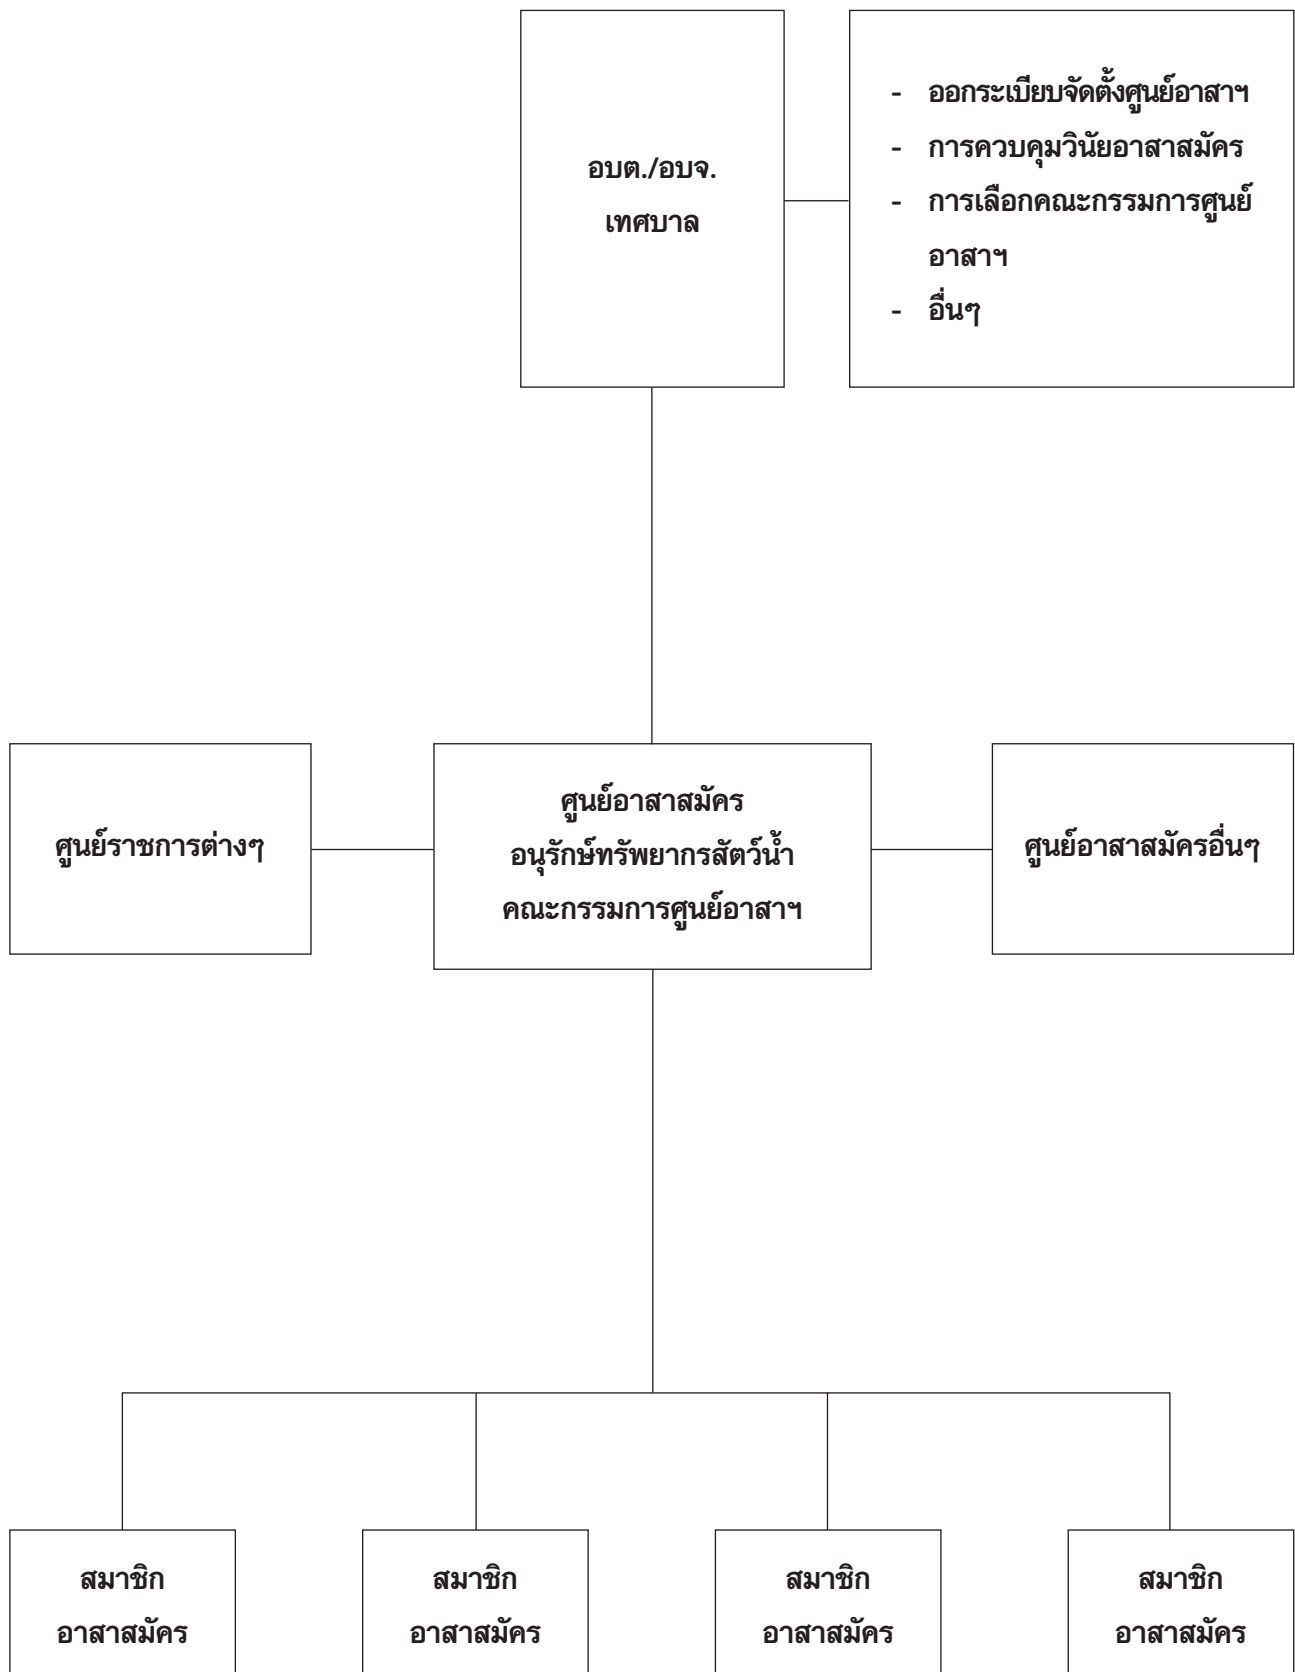 อบต./อบจ.
เทศบาล
- ออกระเบียบจัดตั้งศูนย์อาสาฯ
- การควบคุมวินัยอาสาสมัคร
- การเลือกคณะกรรมการศูนย์
อาสาฯ
- อื่นๆ
ศูนย์ราชการต่างๆ
ศูนย์อาสาสมัคร
อนุรักษ์ทรัพยากรสัตว์น้ำ
คณะกรรมการศูนย์อาสาฯ
ศูนย์อาสาสมัครอื่นๆ
สมาชิก
อาสาสมัคร
สมาชิก
อาสาสมัคร
สมาชิก
อาสาสมัคร
สมาชิก
อาสาสมัคร